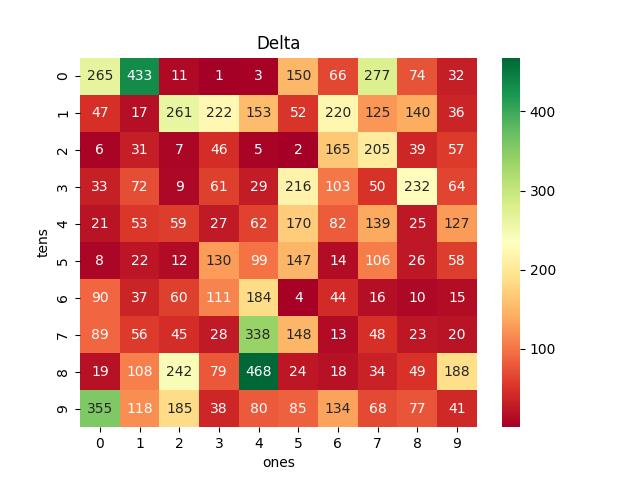 Delta
0 265 433 11 1 3 150 66 277 74 32
1 47 17 261 222 153 52 220 125 140 36
2 6 31 7 46 5 2 165 205 39 57
3 33 72 9 61 29 216 103 50 232 64
4 21 53 59 27 62 170 82 139 25 127
5 8 22 12 130 99 147 14 106 26 58
6 90 37 60 111 184 4 44 16 10 15
7 89 56 45 28 338 148 13 48 23 20
8 19 108 242 79 468 24 18 34 49 188
9 355 118 185 38 80 85 134 68 77 41
0 1 2 3 4 5 6 7 8 9
ones
tens
400
300
200
100